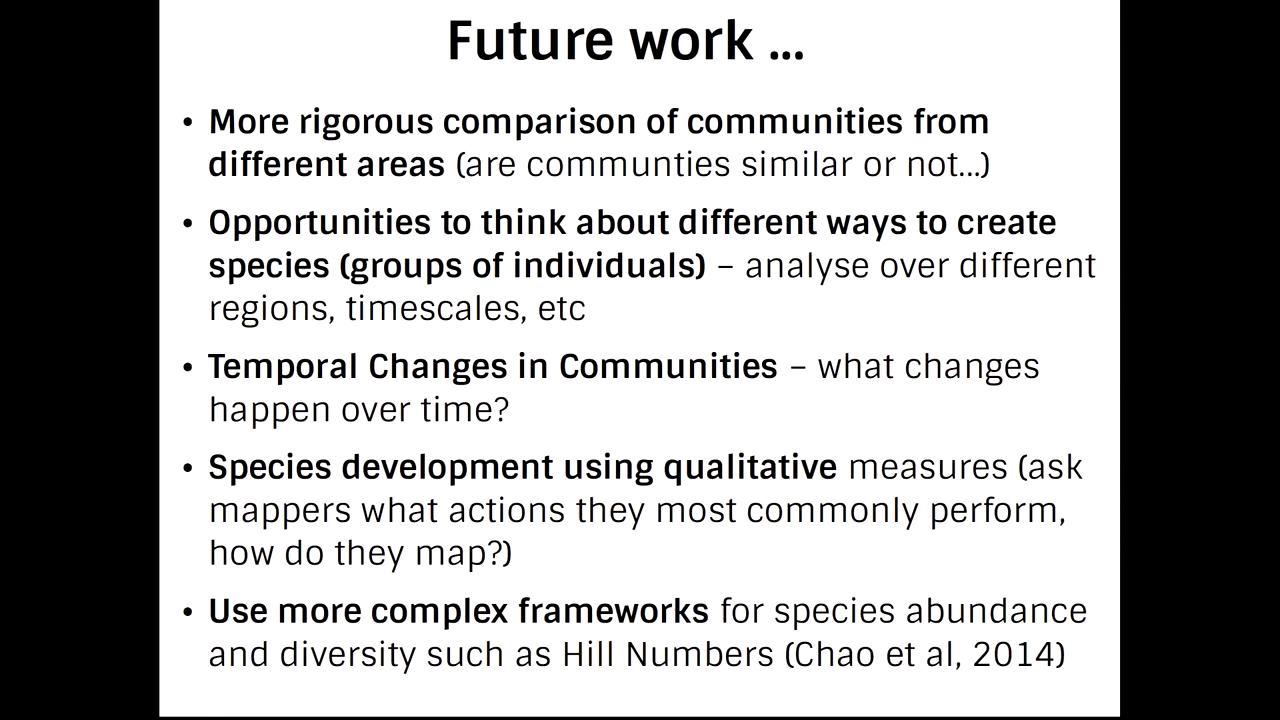 Future work ...
• More rigorous comparison of communities from
different areas (are communties similar or not...)
• Opportunities to think about different ways to create
species (groups of individuals) – analyse over different
regions, timescales, etc
• Temporal Changes in Communities – what changes
happen over time?
• Species development using qualitative measures (ask
mappers what actions they most commonly perform,
how do they map?)
• Use more complex frameworks for species abundance
and diversity such as Hill Numbers (Chao et al, 2014)